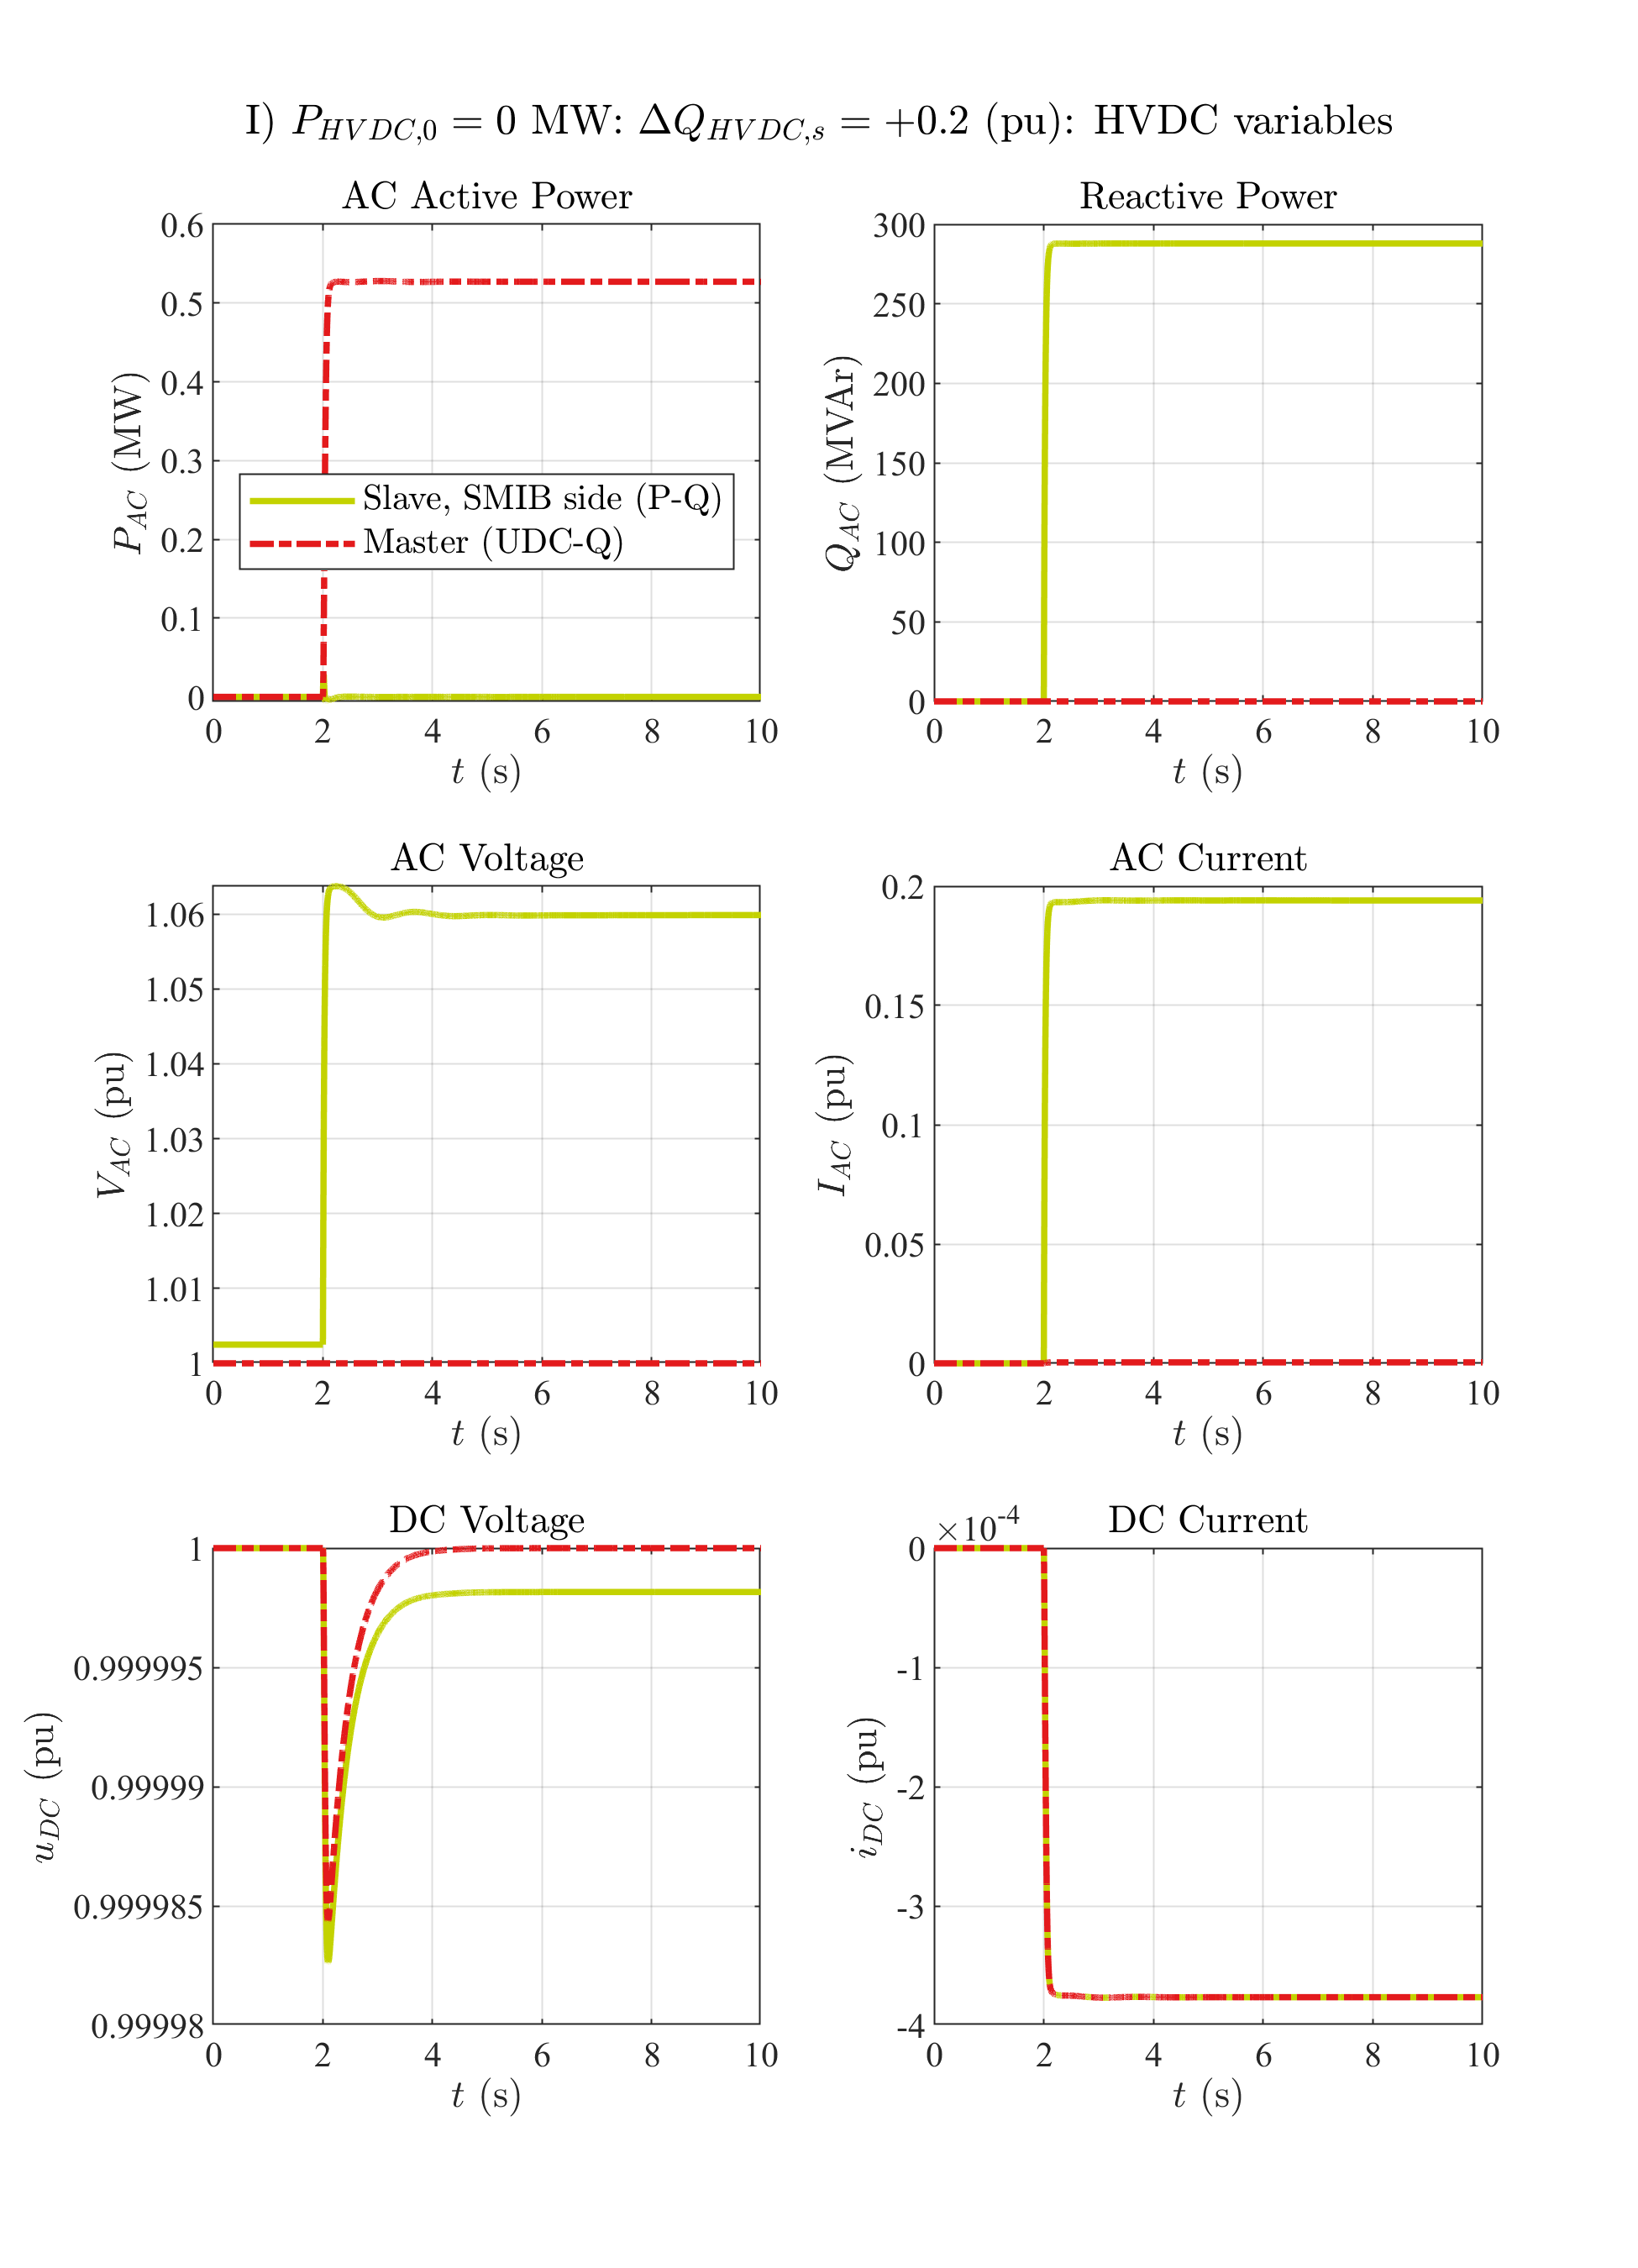 I) P_{HVDC,0} = 0 MW: ΔQ_{HVDC,s} = +0.2 (pu): HVDC variables
AC Active Power
0.6
0.5
0.4
0.3
0.2
0.1
0
P_{AC} (MW)
Slave, SMIB side (P-Q)
Master (UDC-Q)
0 2 4 6 8 10
t (s)
Reactive Power
300
250
200
150
100
50
0
Q_{AC} (MVAr)
0 2 4 6 8 10
t (s)
AC Voltage
1.06
1.05
1.04
1.03
1.02
1.01
1
V_{AC} (pu)
0 2 4 6 8 10
t (s)
AC Current
0.2
0.15
0.1
0.05
0
I_{AC} (pu)
0 2 4 6 8 10
t (s)
DC Voltage
1
0.999995
0.99999
0.999985
0.99998
u_{DC} (pu)
0 2 4 6 8 10
t (s)
DC Current
×10^{-4}
0
-1
-2
-3
-4
i_{DC} (pu)
0 2 4 6 8 10
t (s)